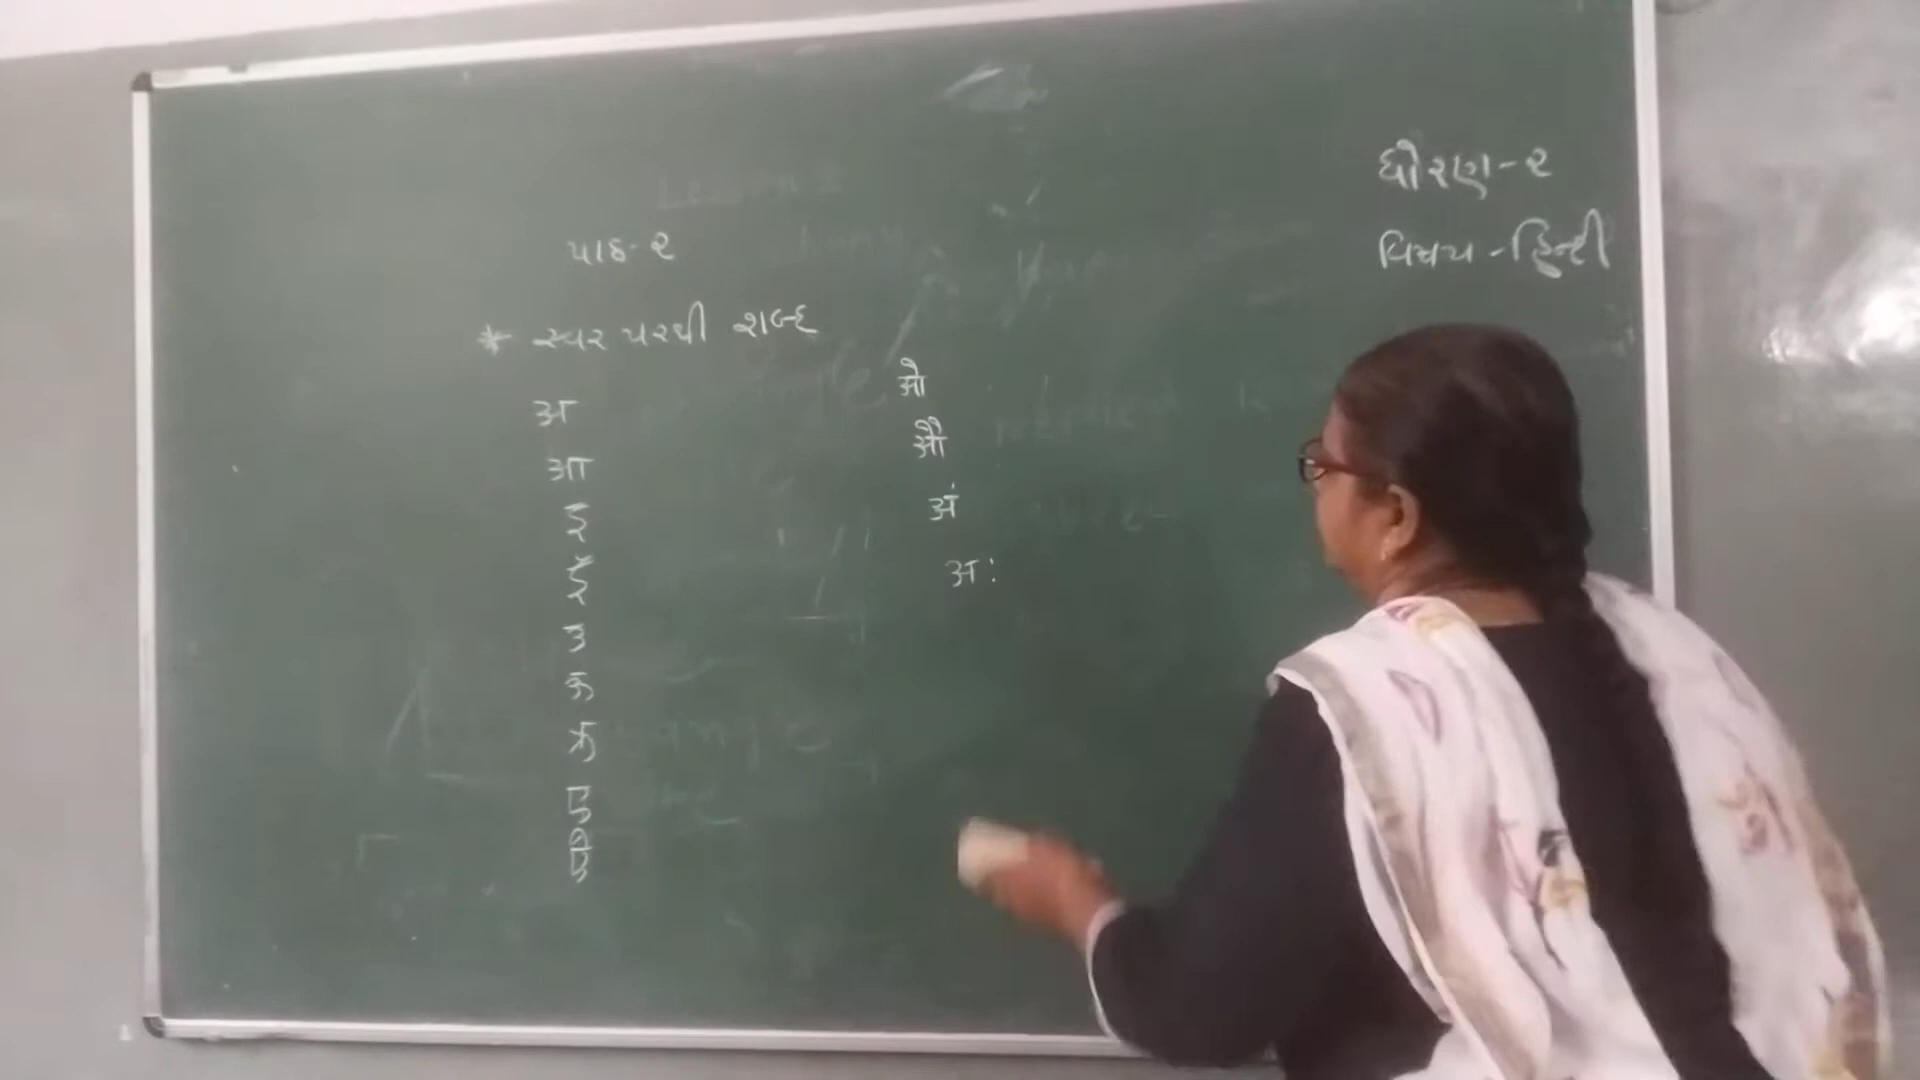 ધોરણ-૨
વિષય-હિન્દી
પાઠ-૨
* સ્વર પરથી શબ્દ
अ
आ
इ
ई
उ
ऊ
ऋ
ए
ऐ
ओ
औ
अं
अः